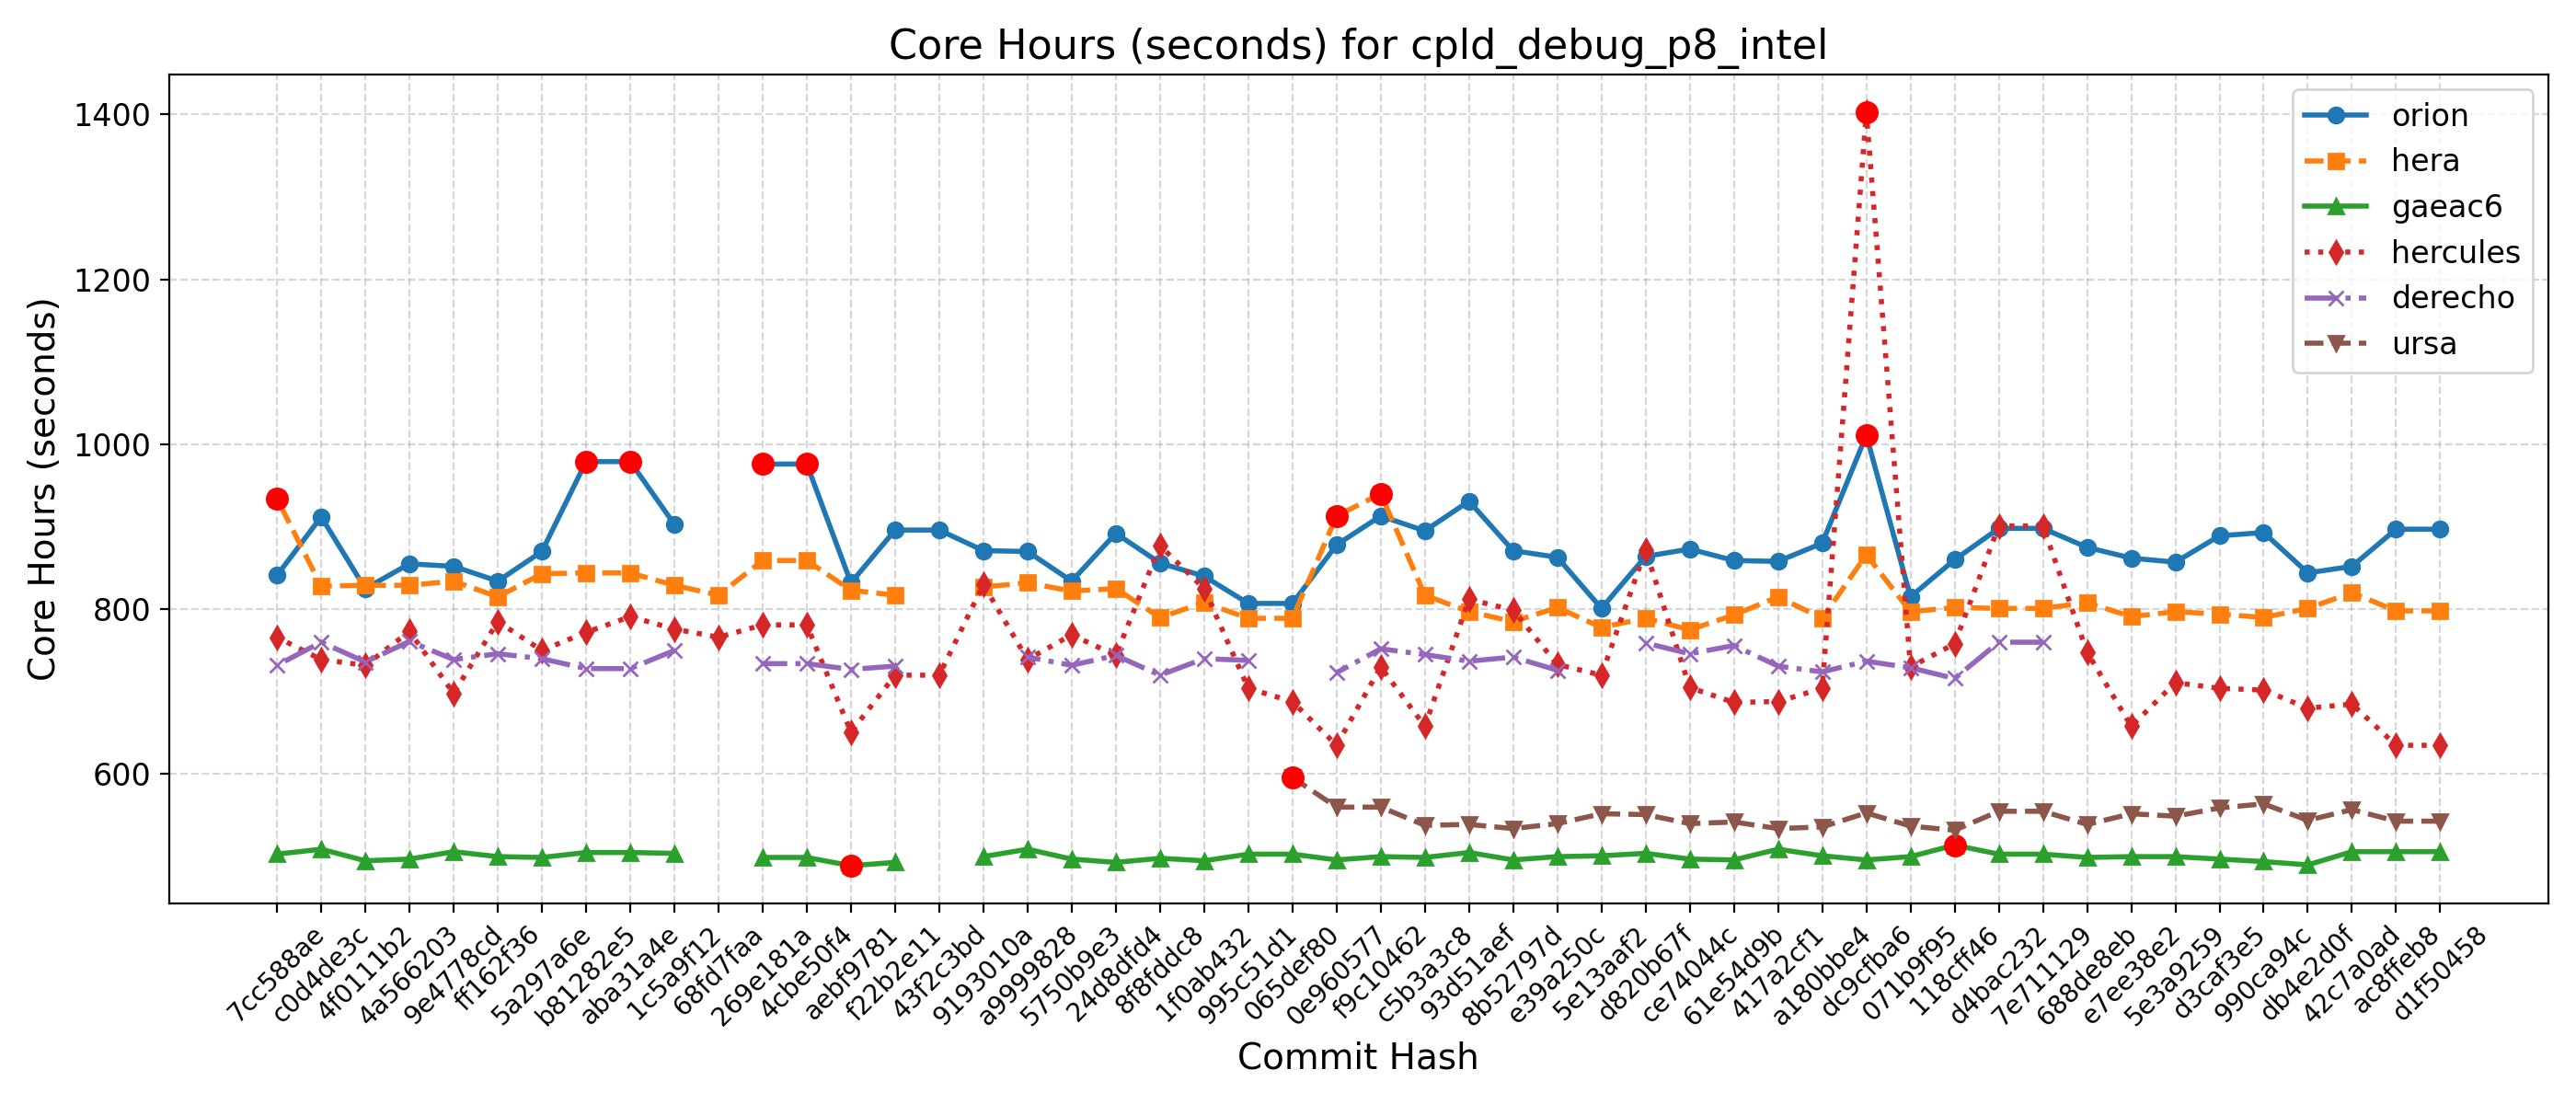 Core Hours (seconds) for cpld_debug_p8_intel
Core Hours (seconds)
1400
1200
1000
800
600
orion
hera
gaeac6
hercules
derecho
ursa
7cc588ae
c0d4de3c
4f0111b2
4a566203
9e4778cd
ff162f36
5a297a6e
b81282e5
aba31a4e
1c5a9f12
68fd7faa
269e181a
4cbe50f4
aebf9781
f22b2e11
43f2c3bd
9193010a
a9999828
5750b9e3
24d8dfd4
8f8fddc8
1f0ab432
995c51d1
065def80
0e960577
f9c10462
c5b3a3c8
93d51aef
8b52797d
e39a250c
5e13aaf2
d820b67f
ce74044c
61e54d9b
417a2cf1
a180bbe4
dc9cfba6
071b9f95
118cff46
d4bac232
7e711129
688de8eb
e7ee38e2
5e3a9259
d3caf3e5
990ca94c
db4e2d0f
42c7a0ad
ac8ffeb8
d1f50458
Commit Hash